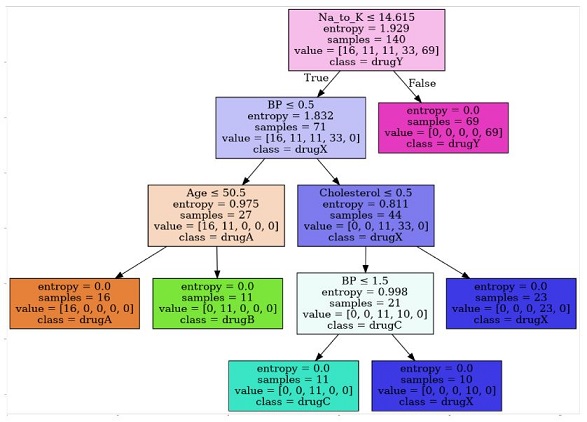 Na_to_K ≤ 14.615
entropy = 1.929
samples = 140
value = [16, 11, 11, 33, 69]
class = drugY
True
False
BP ≤ 0.5
entropy = 1.832
samples = 71
value = [16, 11, 11, 33, 0]
class = drugX
entropy = 0.0
samples = 69
value = [0, 0, 0, 0, 69]
class = drugY
Age ≤ 50.5
entropy = 0.975
samples = 27
value = [16, 11, 0, 0, 0]
class = drugA
Cholesterol ≤ 0.5
entropy = 0.811
samples = 44
value = [0, 0, 11, 33, 0]
class = drugX
entropy = 0.0
samples = 16
value = [16, 0, 0, 0, 0]
class = drugA
entropy = 0.0
samples = 11
value = [0, 11, 0, 0, 0]
class = drugB
BP ≤ 1.5
entropy = 0.998
samples = 21
value = [0, 0, 11, 10, 0]
class = drugC
entropy = 0.0
samples = 23
value = [0, 0, 0, 23, 0]
class = drugX
entropy = 0.0
samples = 11
value = [0, 0, 11, 0, 0]
class = drugC
entropy = 0.0
samples = 10
value = [0, 0, 0, 10, 0]
class = drugX